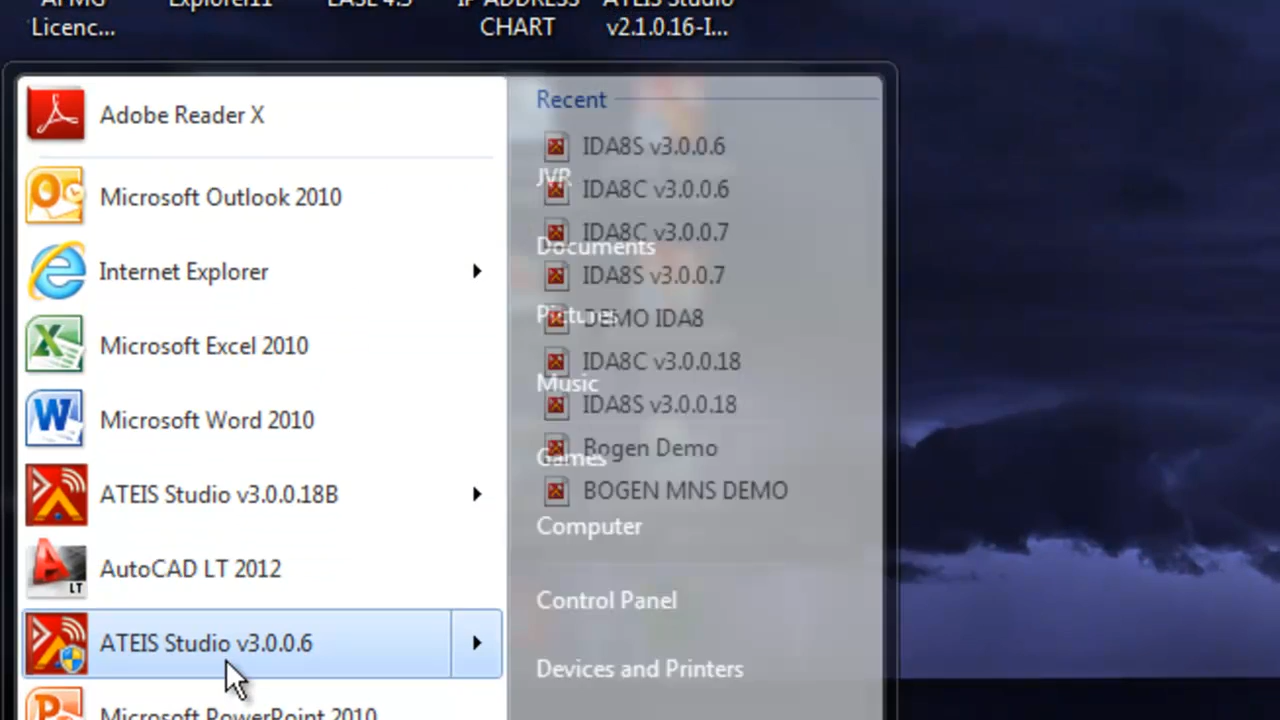 Licenc...
Explorer11
EASE 4.3
IP ADDRESS
CHART
ATEIS Studio
v2.1.0.16-I...
Adobe Reader X
Microsoft Outlook 2010
Internet Explorer
Microsoft Excel 2010
Microsoft Word 2010
ATEIS Studio v3.0.0.18B
AutoCAD LT 2012
LT
ATEIS Studio v3.0.0.6
Microsoft PowerPoint 2010
Recent
IDA8S v3.0.0.6
JVR
IDA8C v3.0.0.6
IDA8C v3.0.0.7
Documents
IDA8S v3.0.0.7
Pictures
DEMO IDA8
IDA8C v3.0.0.18
Music
IDA8S v3.0.0.18
Bogen Demo
Games
BOGEN MNS DEMO
Computer
Control Panel
Devices and Printers